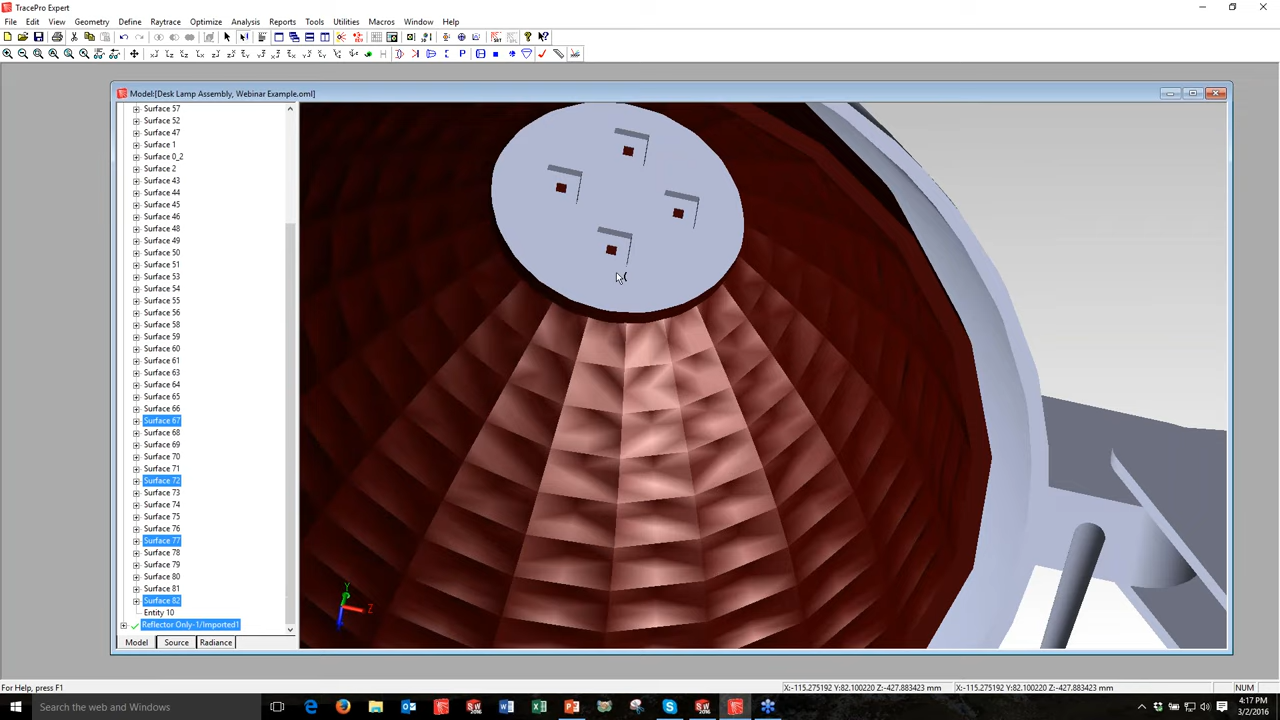 TracePro Expert
File Edit View Geometry Define Raytrace Optimize Analysis Reports Tools Utilities Macros Window Help
Model:[Desk Lamp Assembly, Webinar Example.oml]
Surface 57
Surface 52
Surface 47
Surface 1
Surface 0_2
Surface 2
Surface 43
Surface 44
Surface 45
Surface 46
Surface 48
Surface 49
Surface 50
Surface 51
Surface 53
Surface 54
Surface 55
Surface 56
Surface 58
Surface 59
Surface 60
Surface 61
Surface 63
Surface 64
Surface 65
Surface 66
Surface 67
Surface 68
Surface 69
Surface 70
Surface 71
Surface 72
Surface 73
Surface 74
Surface 75
Surface 76
Surface 77
Surface 78
Surface 79
Surface 80
Surface 81
Surface 82
Entity 10
Reflector Only-1/Imported1
Y
Z
Model Source Radiance
For Help, press F1
X:-115.275192 Y:82.100220 Z:-427.883423 mm X:-115.275192 Y:82.100220 Z:-427.883423 mm NUM
Search the web and Windows
4:17 PM
3/2/2016